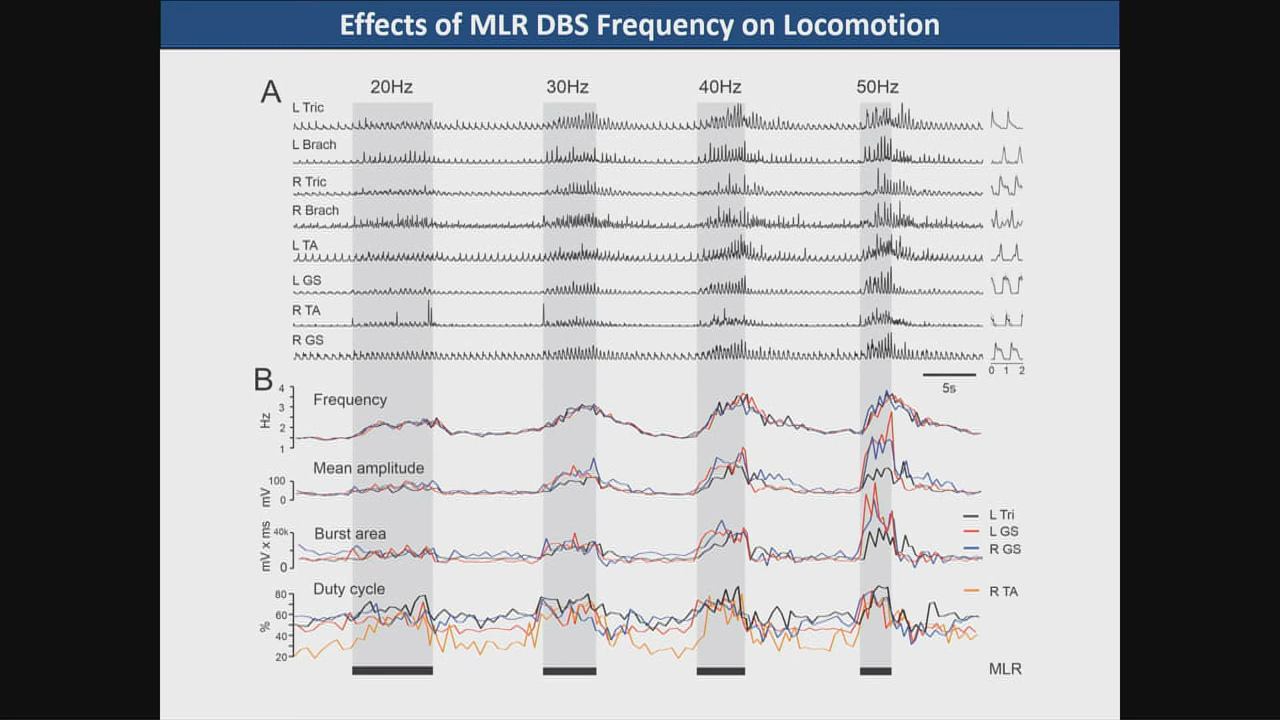 Effects of MLR DBS Frequency on Locomotion
A
20Hz 30Hz 40Hz 50Hz
L Tric
L Brach
R Tric
R Brach
L TA
L GS
R TA
R GS
0 1 2
5s
B
Frequency
Hz
4
3
2
1
Mean amplitude
mV
100
0
Burst area
mV x ms
40k
0
L Tri
L GS
R GS
Duty cycle
%
80
60
40
20
R TA
MLR